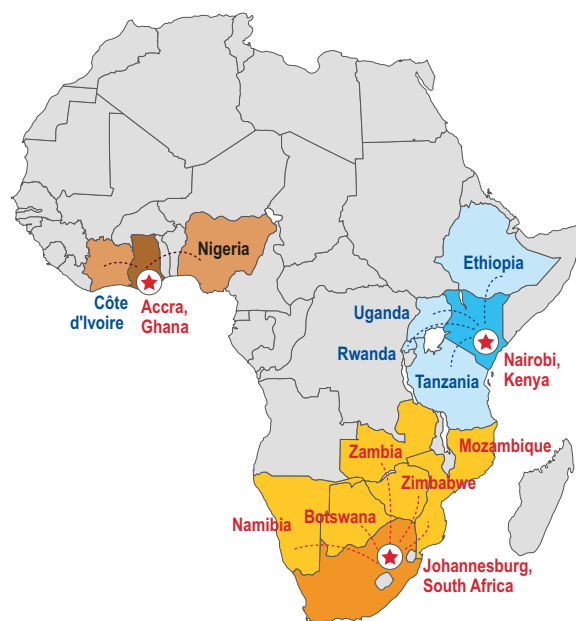 Nigeria
Ethiopia
Côte
d'Ivoire
Accra,
Ghana
Uganda
Rwanda
Nairobi,
Kenya
Tanzania
Zambia
Mozambique
Zimbabwe
Botswana
Namibia
Johannesburg,
South Africa